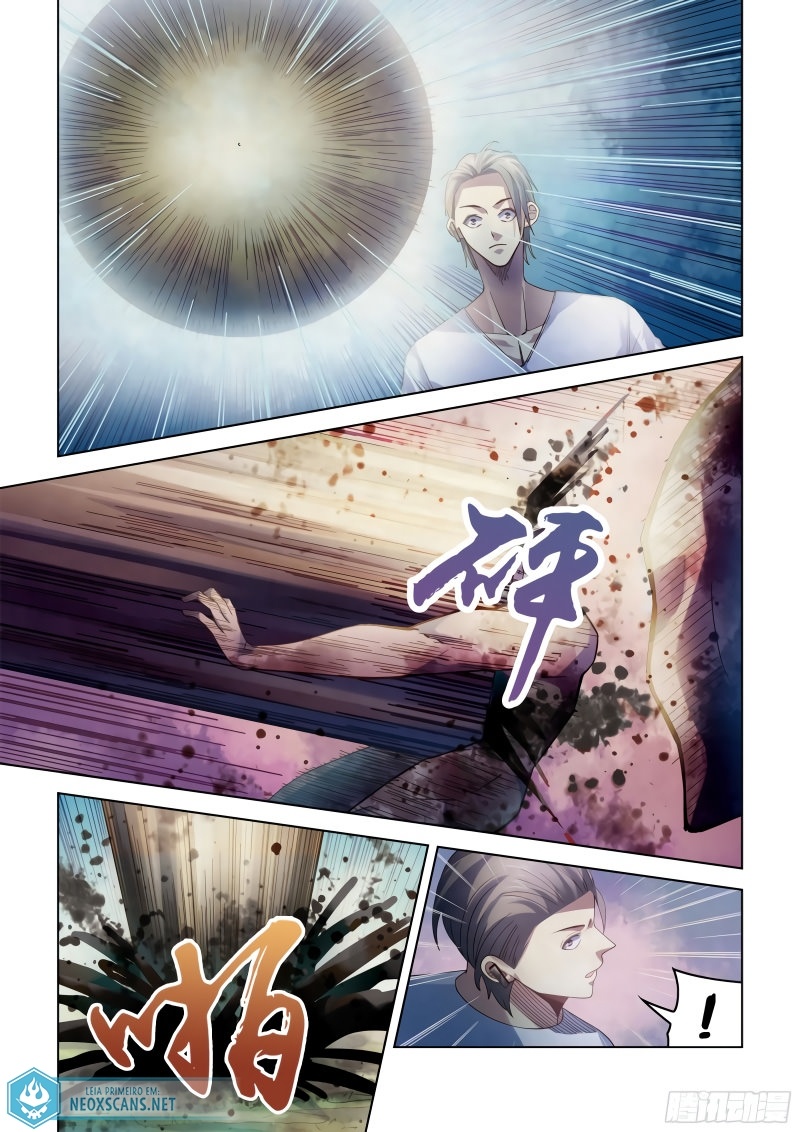 砰
!
啪
LEIA PRIMEIRO EM:
NEOXSCANS.NET
腾讯动漫